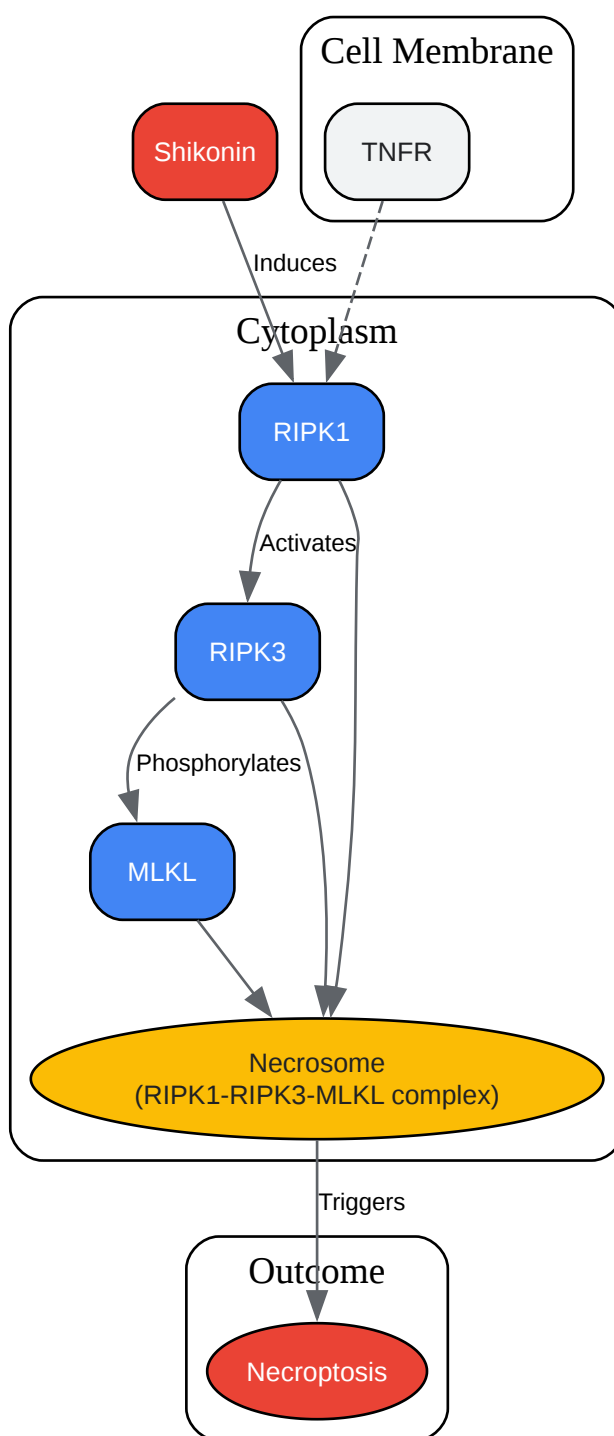 Cell Membrane
Shikonin
TNFR
Induces
Cytoplasm
RIPK1
Activates
RIPK3
Phosphorylates
MLKL
Necrosome
(RIPK1-RIPK3-MLKL complex)
Triggers
Outcome
Necroptosis